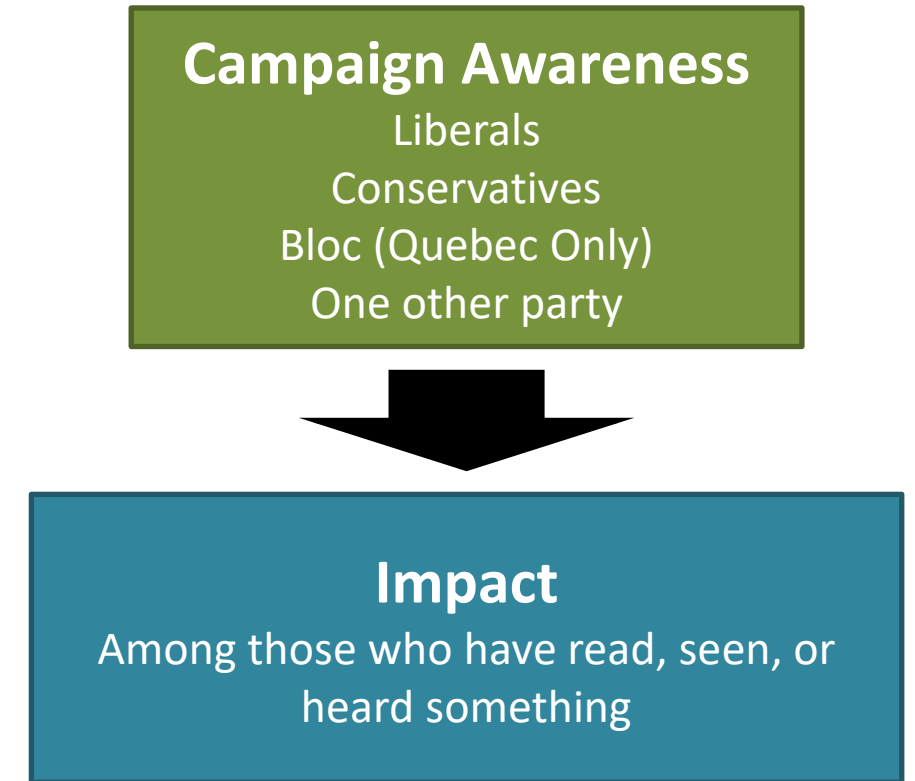 Campaign Awareness
Liberals
Conservatives
Bloc (Quebec Only)
One other party
Impact
Among those who have read, seen, or
heard something